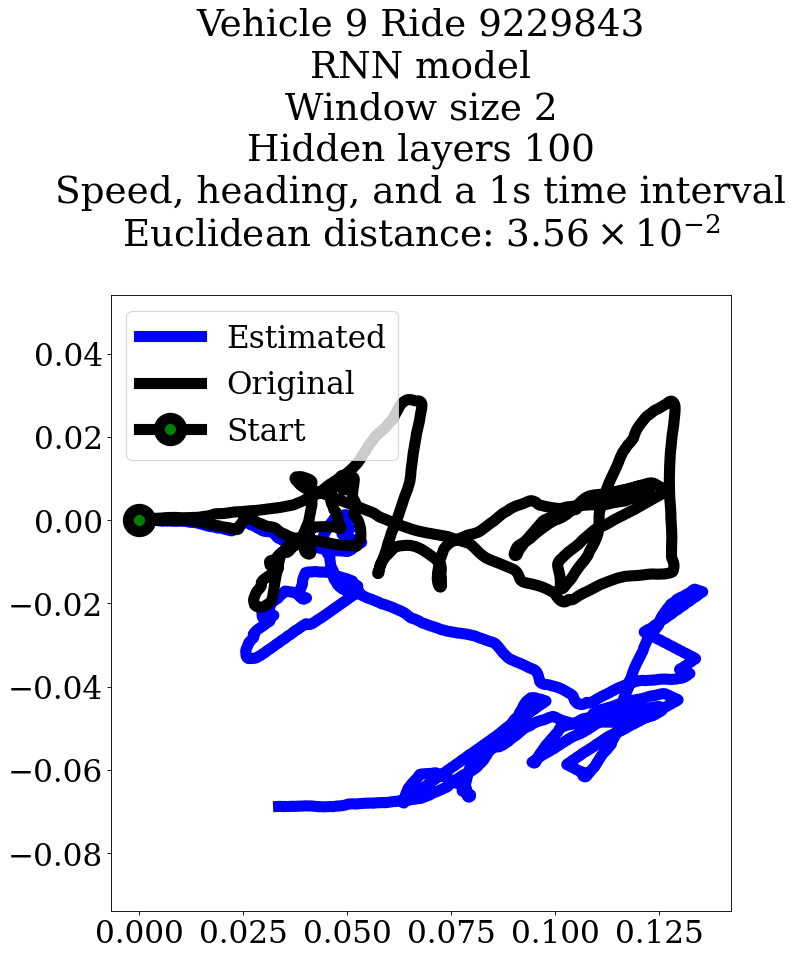 Vehicle 9 Ride 9229843
RNN model
Window size 2
Hidden layers 100
Speed, heading, and a 1s time interval
Euclidean distance: 3.56 × 10⁻²
Estimated
Original
Start
0.04
0.02
0.00
−0.02
−0.04
−0.06
−0.08
0.000 0.025 0.050 0.075 0.100 0.125